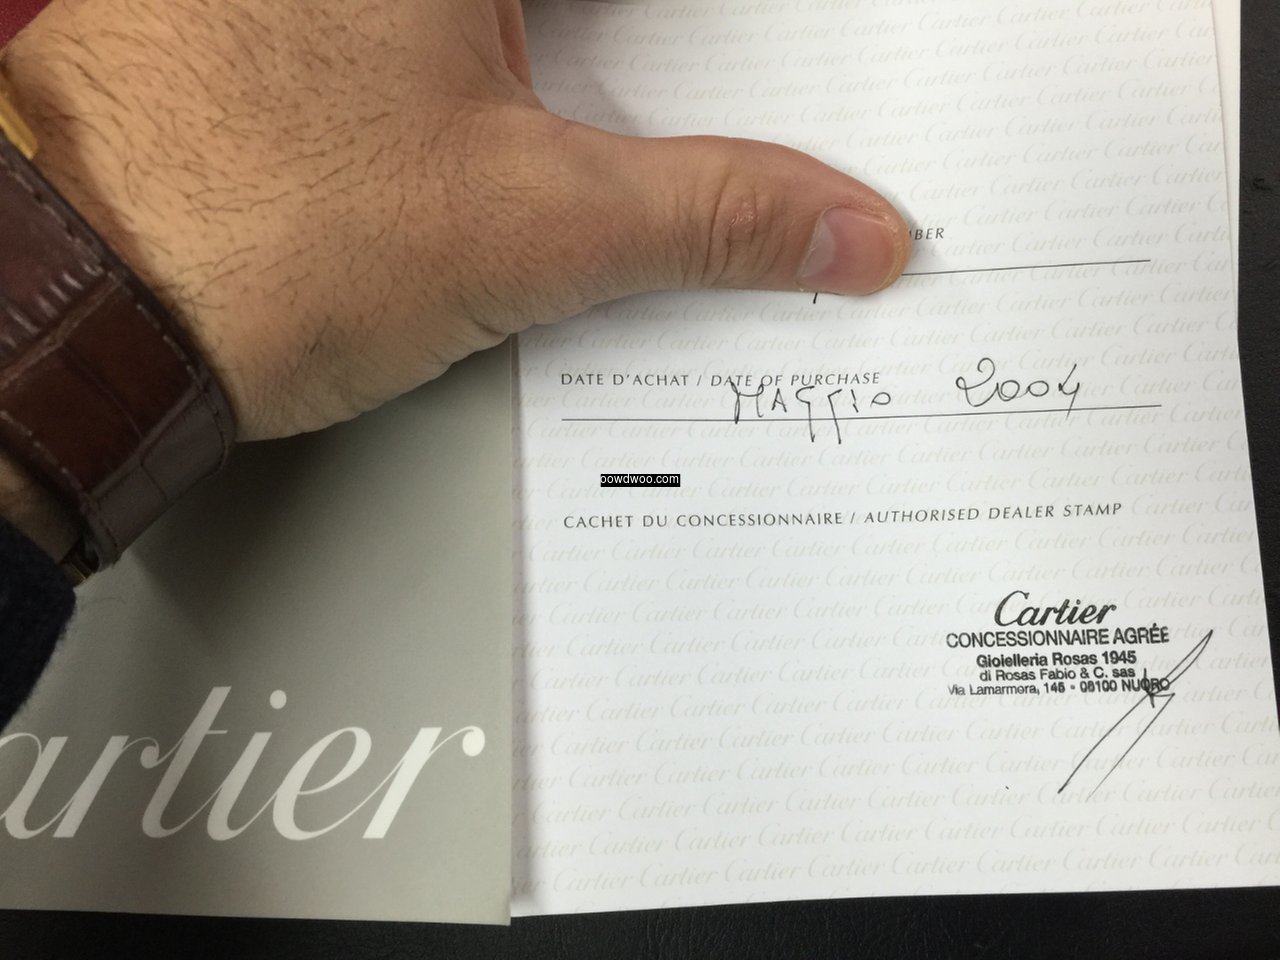 DATE D'ACHAT / DATE OF PURCHASE
MAGGIO 2004
oowdwoo.com
CACHET DU CONCESSIONNAIRE / AUTHORISED DEALER STAMP
Cartier
CONCESSIONNAIRE AGRÉE
Gioielleria Rosas 1945
di Rosas Fabio & C. sas
Via Lamarmora, 145 - 08100 NUORO
artier